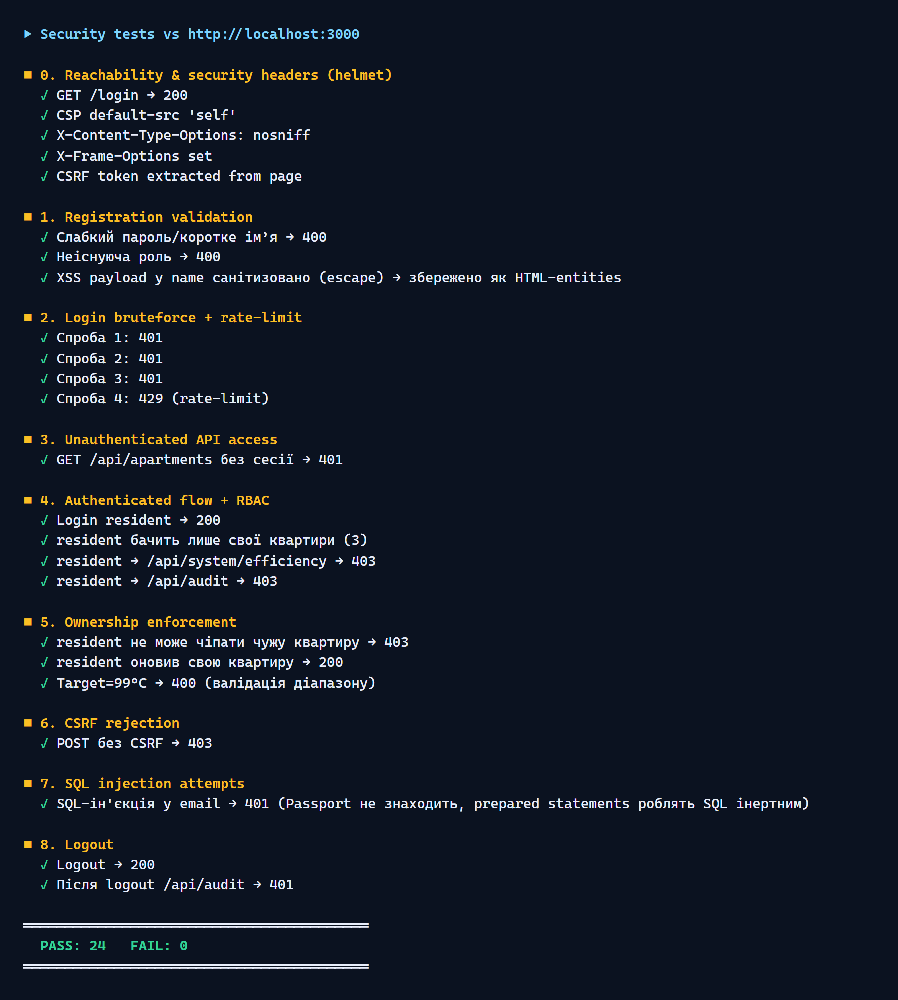 ▶ Security tests vs http://localhost:3000
■ 0. Reachability & security headers (helmet)
✓ GET /login → 200
✓ CSP default-src 'self'
✓ X-Content-Type-Options: nosniff
✓ X-Frame-Options set
✓ CSRF token extracted from page
■ 1. Registration validation
✓ Слабкий пароль/коротке ім’я → 400
✓ Неіснуюча роль → 400
✓ XSS payload у name санітизовано (escape) → збережено як HTML-entities
■ 2. Login bruteforce + rate-limit
✓ Спроба 1: 401
✓ Спроба 2: 401
✓ Спроба 3: 401
✓ Спроба 4: 429 (rate-limit)
■ 3. Unauthenticated API access
✓ GET /api/apartments без сесії → 401
■ 4. Authenticated flow + RBAC
✓ Login resident → 200
✓ resident бачить лише свої квартири (3)
✓ resident → /api/system/efficiency → 403
✓ resident → /api/audit → 403
■ 5. Ownership enforcement
✓ resident не може чіпати чужу квартиру → 403
✓ resident оновив свою квартиру → 200
✓ Target=99°C → 400 (валідація діапазону)
■ 6. CSRF rejection
✓ POST без CSRF → 403
■ 7. SQL injection attempts
✓ SQL-ін'єкція у email → 401 (Passport не знаходить, prepared statements роблять SQL інертним)
■ 8. Logout
✓ Logout → 200
✓ Після logout /api/audit → 401
PASS: 24 FAIL: 0